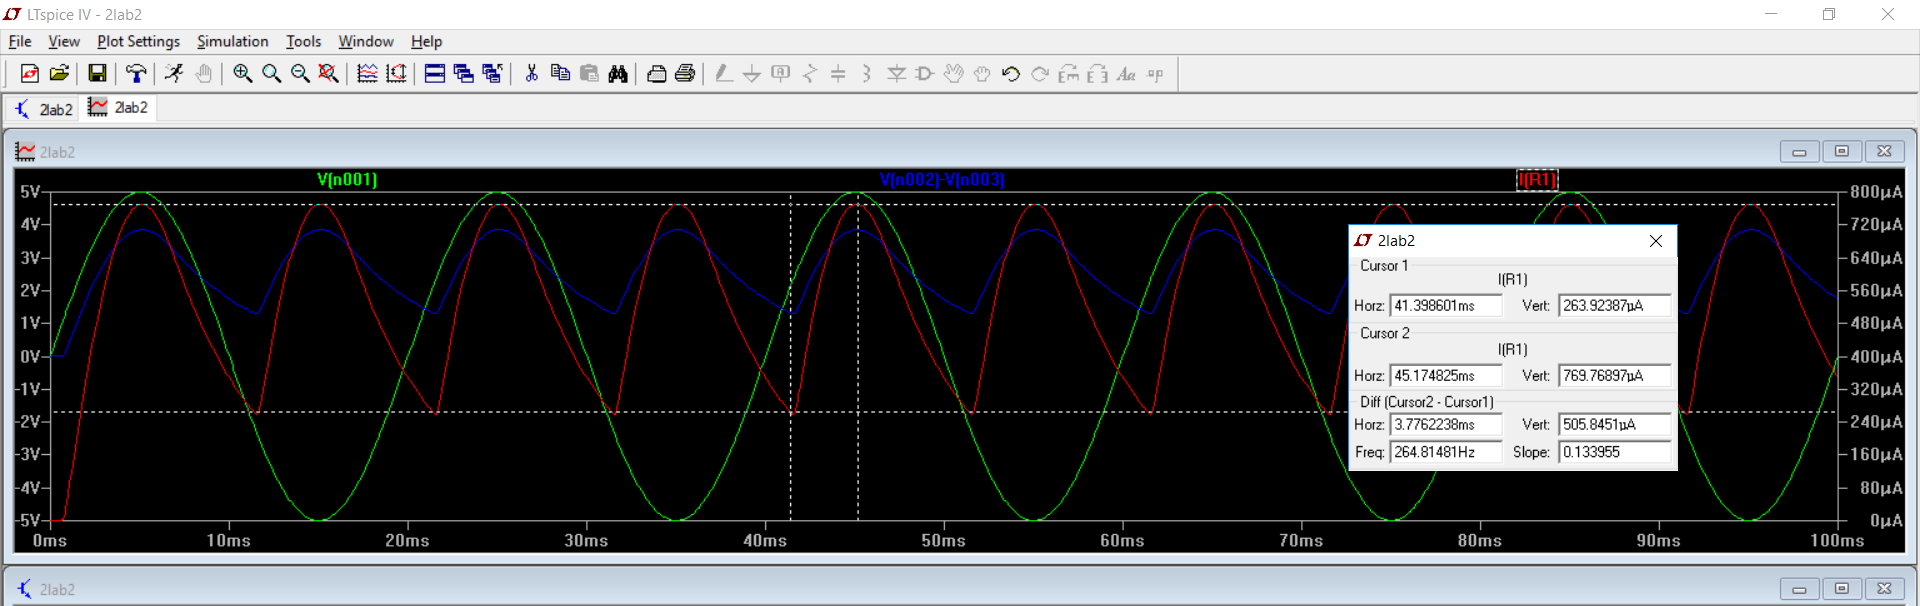 LTspice IV - 2lab2
File View Plot Settings Simulation Tools Window Help
2lab2 2lab2
2lab2
V(n001) V(n002)-V(n003) I(R1)
5V 800µA
4V 720µA
3V 640µA
2V 560µA
1V 480µA
0V 400µA
-1V 320µA
-2V 240µA
-3V 160µA
-4V 80µA
-5V 0µA
0ms 10ms 20ms 30ms 40ms 50ms 60ms 70ms 80ms 90ms 100ms
2lab2
Cursor 1
I(R1)
Horz: 41.398601ms Vert: 263.92387µA
Cursor 2
I(R1)
Horz: 45.174825ms Vert: 769.76897µA
Diff (Cursor2 - Cursor1)
Horz: 3.7762238ms Vert: 505.8451µA
Freq: 264.81481Hz Slope: 0.133955
2lab2